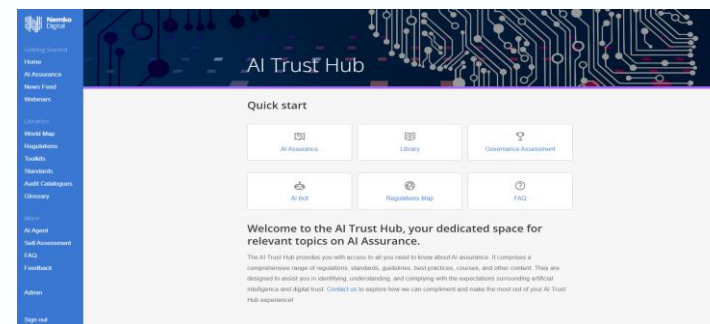 Nemko
Digital
Getting Started
Home
AI Assurance
News Feed
Webinars
Libraries
World Map
Regulations
Toolkits
Standards
Audit Catalogues
Glossary
More
AI Agent
Self Assessment
FAQ
Feedback
Admin
Sign out
AI Trust Hub
Quick start
AI Assurance
Library
Governance Assessment
AI Bot
Regulations Map
FAQ
Welcome to the AI Trust Hub, your dedicated space for
relevant topics on AI Assurance.
The AI Trust Hub provides you with access to all you need to know about AI assurance. It comprises a
comprehensive range of regulations, standards, guidelines, best practices, courses, and other content. They are
designed to assist you in identifying, understanding, and complying with the expectations surrounding artificial
intelligence and digital trust. Contact us to explore how we can compliment and make the most out of your AI Trust
Hub experience!